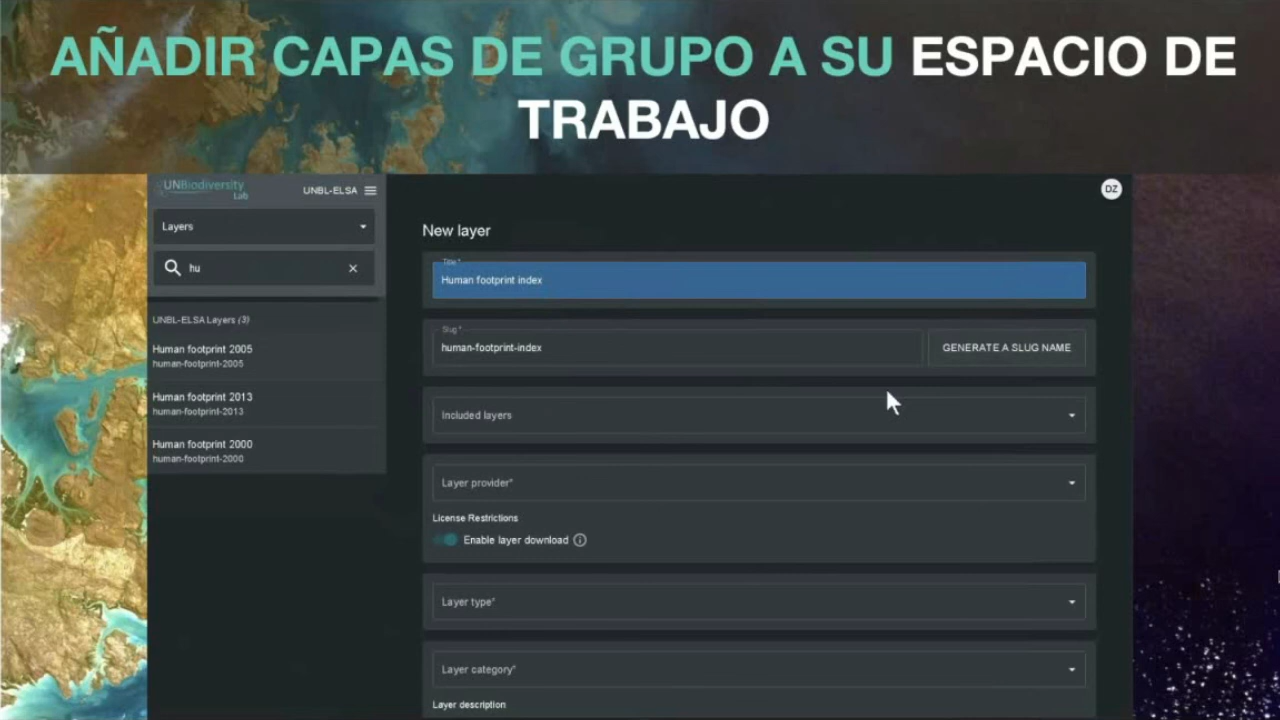 AÑADIR CAPAS DE GRUPO A SU ESPACIO DE
TRABAJO
UNBiodiversity
Lab
UNBL-ELSA
DZ
Layers
hu
UNBL-ELSA Layers (3)
Human footprint 2005
human-footprint-2005
Human footprint 2013
human-footprint-2013
Human footprint 2000
human-footprint-2000
New layer
Title*
Human footprint index
Slug*
human-footprint-index
GENERATE A SLUG NAME
Included layers
Layer provider*
License Restrictions
Enable layer download
Layer type*
Layer category*
Layer description